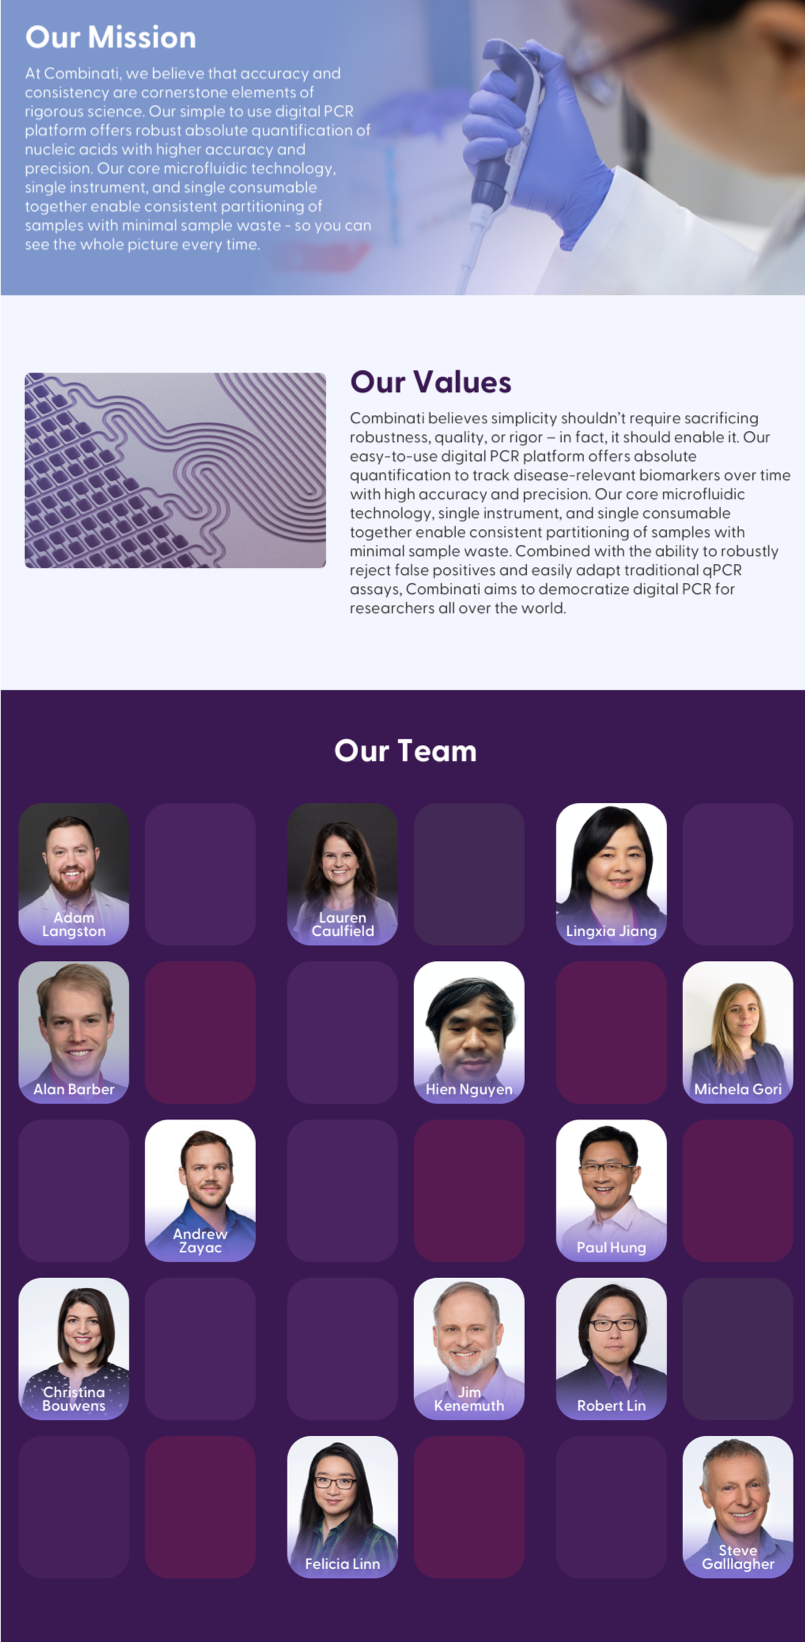 Our Mission
At Combinati, we believe that accuracy and
consistency are cornerstone elements of
rigorous science. Our simple to use digital PCR
platform offers robust absolute quantification of
nucleic acids with higher accuracy and
precision. Our core microfluidic technology,
single instrument, and single consumable
together enable consistent partitioning of
samples with minimal sample waste - so you can
see the whole picture every time.
Our Values
Combinati believes simplicity shouldn't require sacrificing
robustness, quality, or rigor – in fact, it should enable it. Our
easy-to-use digital PCR platform offers absolute
quantification to track disease-relevant biomarkers over time
with high accuracy and precision. Our core microfluidic
technology, single instrument, and single consumable
together enable consistent partitioning of samples with
minimal sample waste. Combined with the ability to robustly
reject false positives and easily adapt traditional qPCR
assays, Combinati aims to democratize digital PCR for
researchers all over the world.
Our Team
Adam
Langston
Lauren
Caulfield
Lingxia Jiang
Alan Barber
Hien Nguyen
Michela Gori
Andrew
Zayac
Paul Hung
Christina
Bouwens
Jim
Kenemuth
Robert Lin
Felicia Linn
Steve
Galllagher